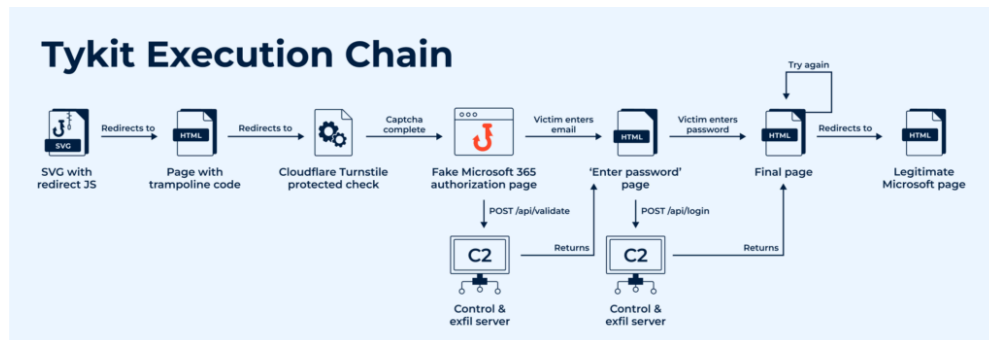 Tykit Execution Chain
Try again
Redirects to
Redirects to
Captcha
complete
Victim enters
email
Victim enters
password
Redirects to
SVG
HTML
HTML
HTML
HTML
SVG with
redirect JS
Page with
trampoline code
Cloudflare Turnstile
protected check
Fake Microsoft 365
authorization page
‘Enter password’
page
Final page
Legitimate
Microsoft page
POST /api/validate
POST /api/login
C2
Returns
C2
Returns
Control &
exfil server
Control &
exfil server